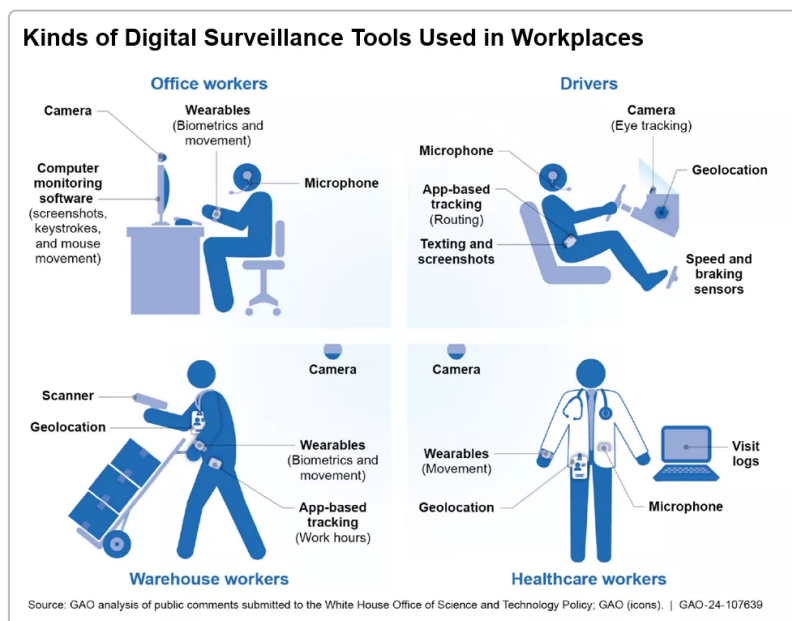 Kinds of Digital Surveillance Tools Used in Workplaces
Office workers
Camera
Wearables
(Biometrics and
movement)
Computer
monitoring
software
(screenshots,
keystrokes,
and mouse
movement)
Microphone
Drivers
Camera
(Eye tracking)
Microphone
Geolocation
App-based
tracking
(Routing)
Texting and
screenshots
Speed and
braking
sensors
Camera
Scanner
Geolocation
Wearables
(Biometrics and
movement)
App-based
tracking
(Work hours)
Warehouse workers
Camera
Wearables
(Movement)
Visit
logs
Geolocation
Microphone
Healthcare workers
Source: GAO analysis of public comments submitted to the White House Office of Science and Technology Policy; GAO (icons). | GAO-24-107639